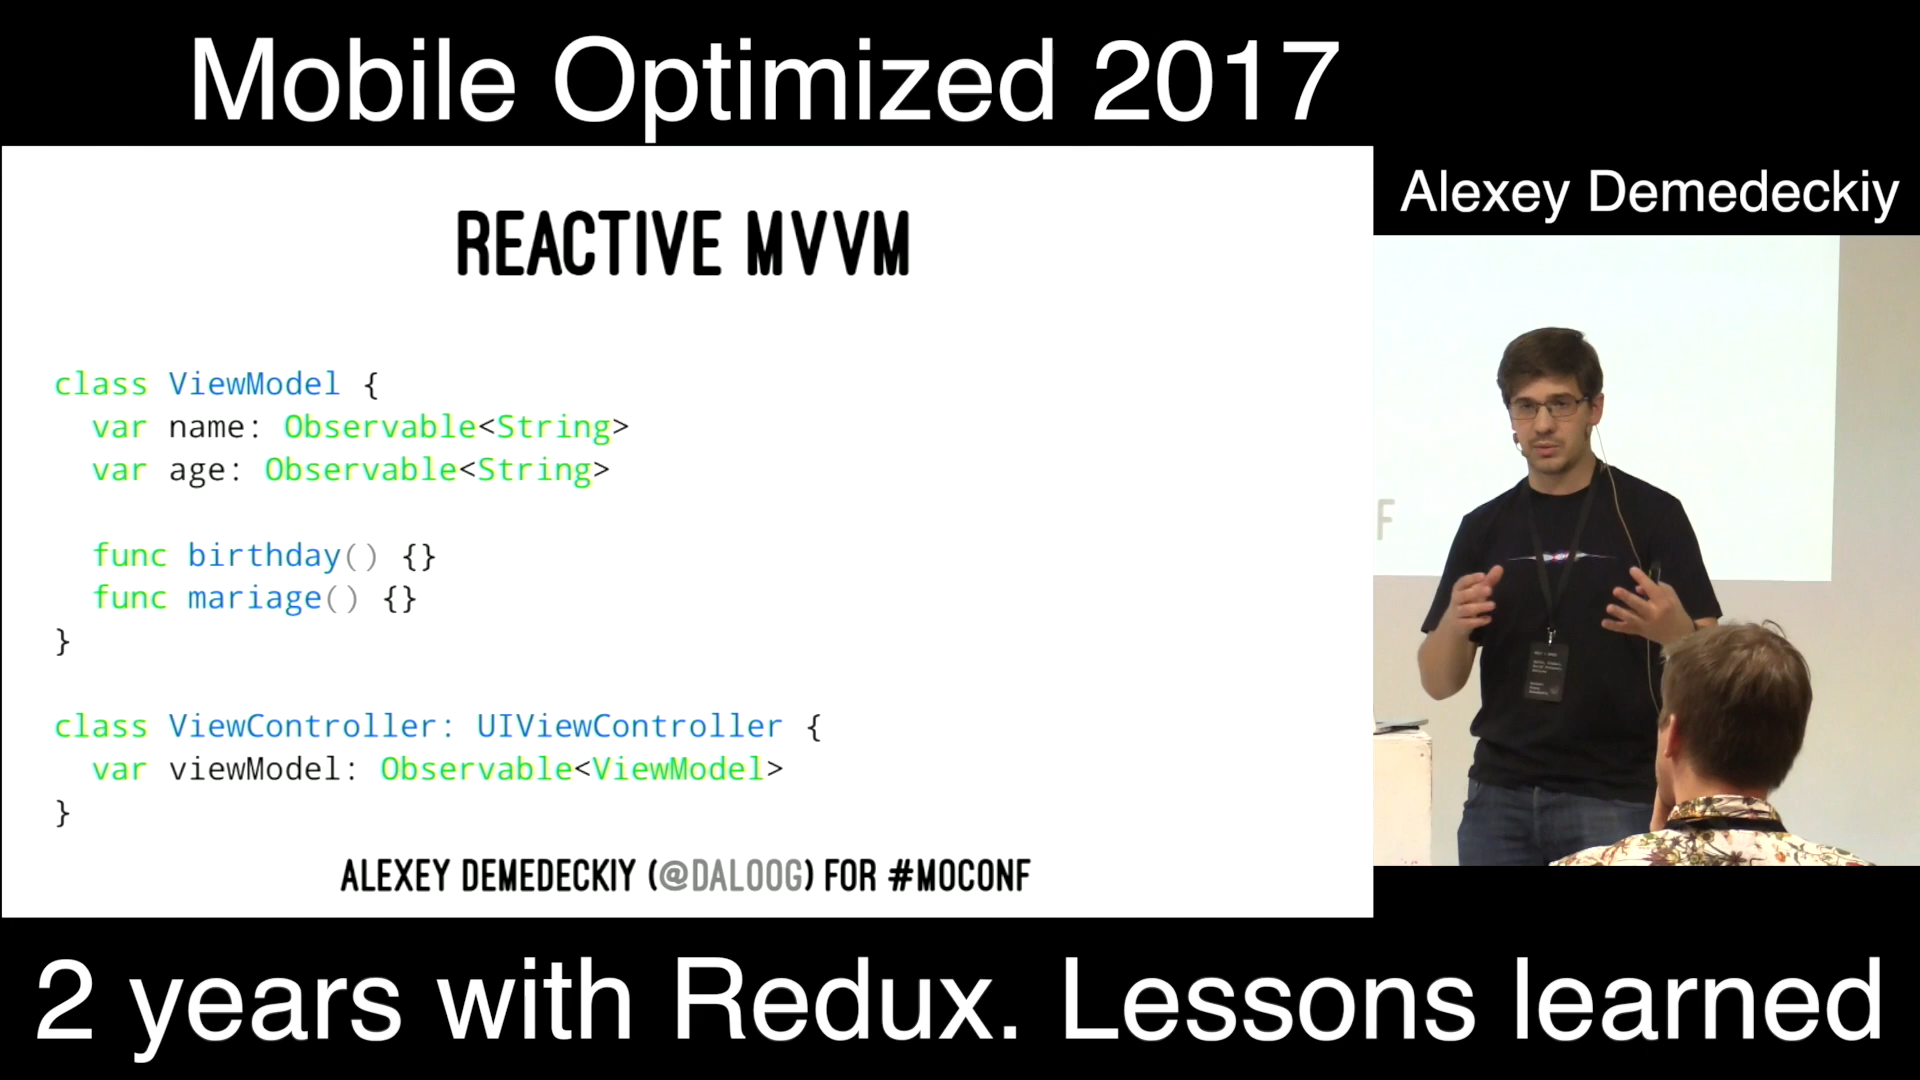 Mobile Optimized 2017
Alexey Demedeckiy
REACTIVE MVVM
class ViewModel {
var name: Observable<String>
var age: Observable<String>
func birthday() {}
func mariage() {}
}
class ViewController: UIViewController {
var viewModel: Observable<ViewModel>
}
ALEXEY DEMEDECKIY (@DALOOG) FOR #MOCONF
F
2 years with Redux. Lessons learned